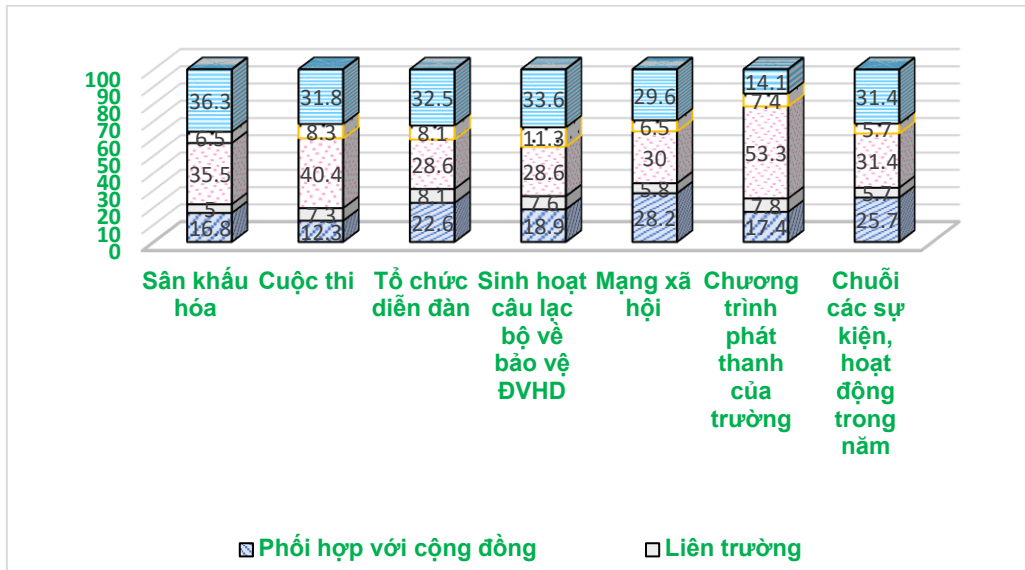 100
90
80
70
60
50
40
30
20
10
0
36.3 31.8 32.5 33.6 29.6 14.1 31.4
6.5 8.3 8.1 11.3 6.5 7.4 5.7
35.5 40.4 28.6 28.6 30 53.3 31.4
5 7.3 8.1 7.6 5.8 7.8 5.7
16.8 12.3 22.6 18.9 28.2 17.4 25.7
Sân khấu
hóa
Cuộc thi
Tổ chức
diễn đàn
Sinh hoạt
câu lạc
bộ về
bảo vệ
ĐVHD
Mạng xã
hội
Chương
trình
phát
thanh
của
trường
Chuỗi
các sự
kiện,
hoạt
động
trong
năm
Phối hợp với cộng đồng
Liên trường